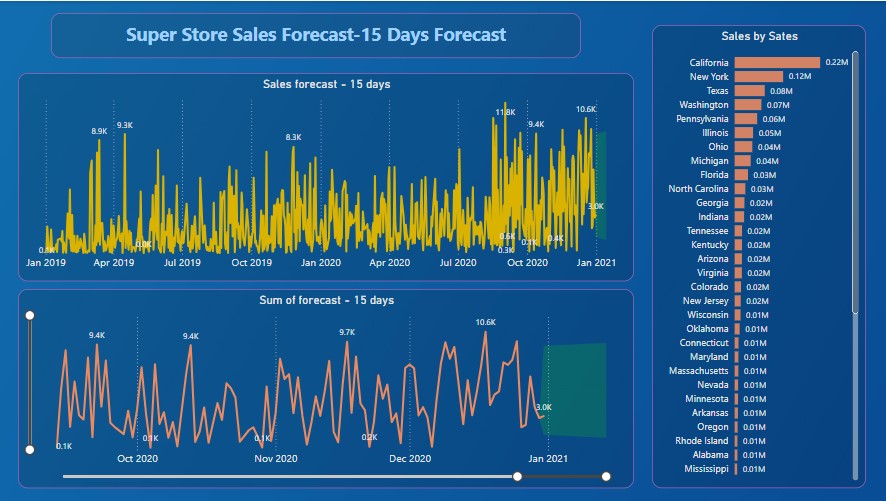 Super Store Sales Forecast-15 Days Forecast
Sales forecast - 15 days
8.9K
9.3K
8.3K
11.8K
9.4K
10.6K
3.0K
0.1K
0.0K
0.6K
0.3K
0.1K
0.4K
Jan 2019 Apr 2019 Jul 2019 Oct 2019 Jan 2020 Apr 2020 Jul 2020 Oct 2020 Jan 2021
Sum of forecast - 15 days
9.4K
9.4K
9.7K
10.6K
3.0K
0.1K
0.1K
0.1K
0.2K
Oct 2020 Nov 2020 Dec 2020 Jan 2021
Sales by Sates
California 0.22M
New York 0.12M
Texas 0.08M
Washington 0.07M
Pennsylvania 0.06M
Illinois 0.05M
Ohio 0.04M
Michigan 0.04M
Florida 0.03M
North Carolina 0.03M
Georgia 0.02M
Indiana 0.02M
Tennessee 0.02M
Kentucky 0.02M
Arizona 0.02M
Virginia 0.02M
Colorado 0.02M
New Jersey 0.02M
Wisconsin 0.01M
Oklahoma 0.01M
Connecticut 0.01M
Maryland 0.01M
Massachusetts 0.01M
Nevada 0.01M
Minnesota 0.01M
Arkansas 0.01M
Oregon 0.01M
Rhode Island 0.01M
Alabama 0.01M
Mississippi 0.01M